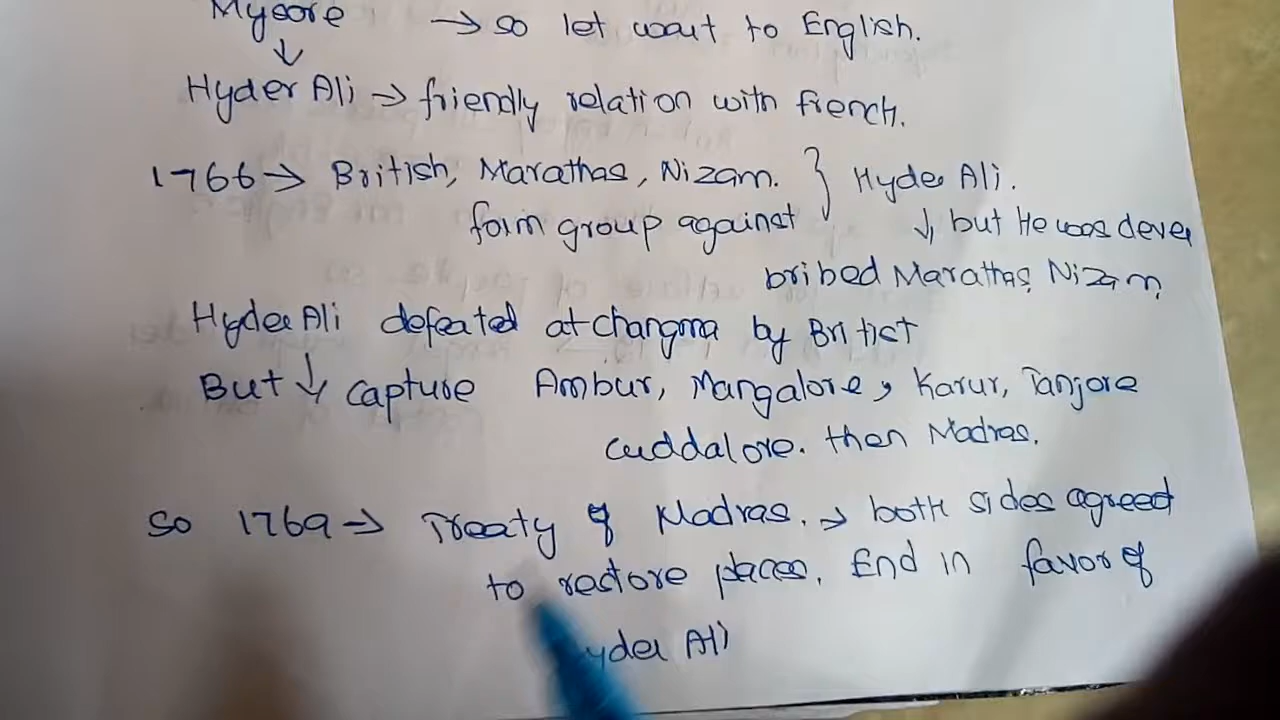 Mysore → so let want to English.
↓
Hyder Ali → friendly relation with french.
1766 → British, Marathas, Nizam. } Hyder Ali.
form group against ↓, but He was clever
bribed Marathas, Nizam,
Hyder Ali defeated at changma by British
But ↓ capture Ambur, Mangalore, Karur, Tanjore
cuddalore. then Madras.
So 1769 → Treaty of Madras. → both sides agreed
to restore places. End in favor of
yder Ali